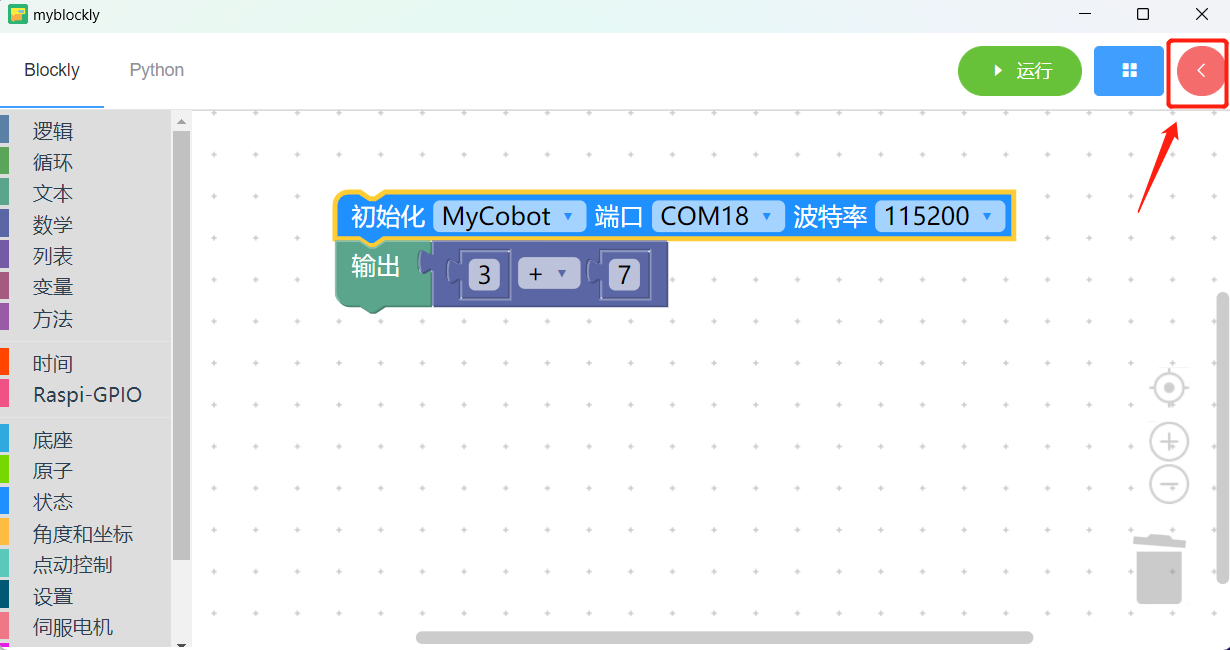 myblockly
Blockly Python 运行
逻辑
循环
文本
数学
列表
变量
方法
时间
Raspi-GPIO
底座
原子
状态
角度和坐标
点动控制
设置
伺服电机
初始化 MyCobot 端口 COM18 波特率 115200
输出 3 + 7